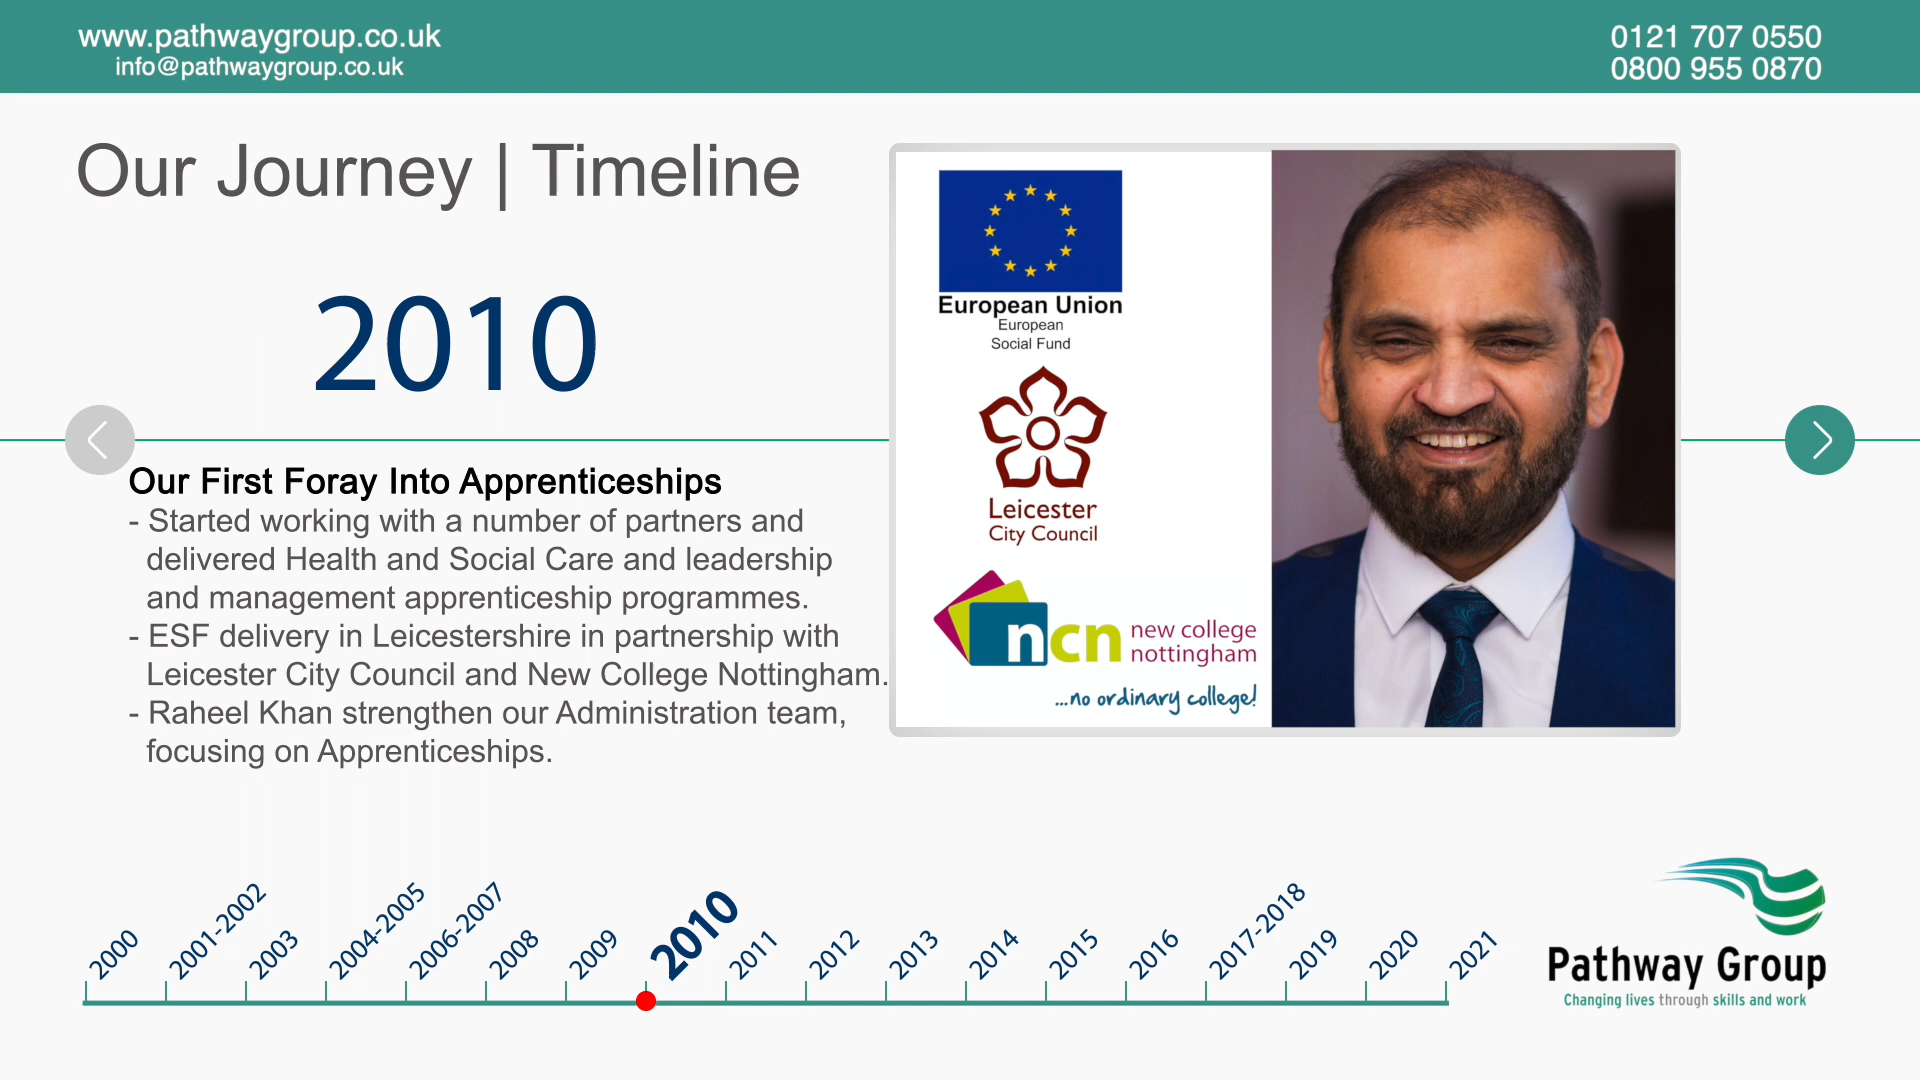 www.pathwaygroup.co.uk
info@pathwaygroup.co.uk
0121 707 0550
0800 955 0870
Our Journey | Timeline
2010
Our First Foray Into Apprenticeships
- Started working with a number of partners and
delivered Health and Social Care and leadership
and management apprenticeship programmes.
- ESF delivery in Leicestershire in partnership with
Leicester City Council and New College Nottingham.
- Raheel Khan strengthen our Administration team,
focusing on Apprenticeships.
European Union
European
Social Fund
Leicester
City Council
ncn new college
nottingham
...no ordinary college!
2000
2001-2002
2003
2004-2005
2006-2007
2008
2009
2010
2011
2012
2013
2014
2015
2016
2017-2018
2019
2020
2021
Pathway Group
Changing lives through skills and work